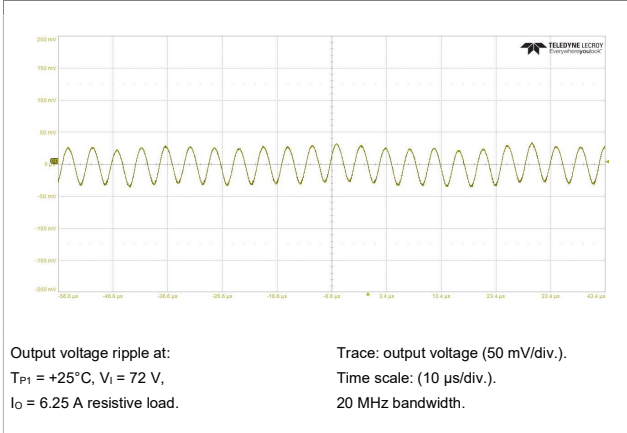 200 mV
TELEDYNE LECROY
Everywhereyoulook
150 mV
100 mV
50 mV
-50 mV
-100 mV
-150 mV
-200 mV
-56.6 µs -46.6 µs -36.6 µs -26.6 µs -16.6 µs -6.6 µs 3.4 µs 13.4 µs 23.4 µs 33.4 µs 43.4 µs
Output voltage ripple at:
TP1 = +25°C, VI = 72 V,
IO = 6.25 A resistive load.
Trace: output voltage (50 mV/div.).
Time scale: (10 µs/div.).
20 MHz bandwidth.